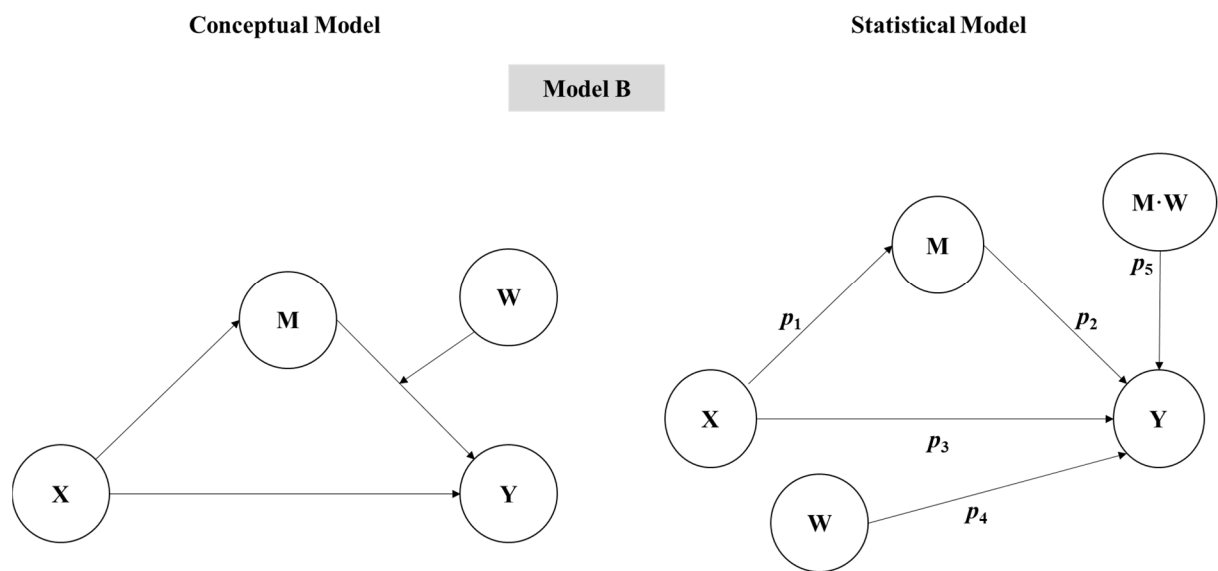 Conceptual Model
Statistical Model
Model B
M
W
X
Y
M·W
M
p5
p1
p2
X
Y
p3
W
p4